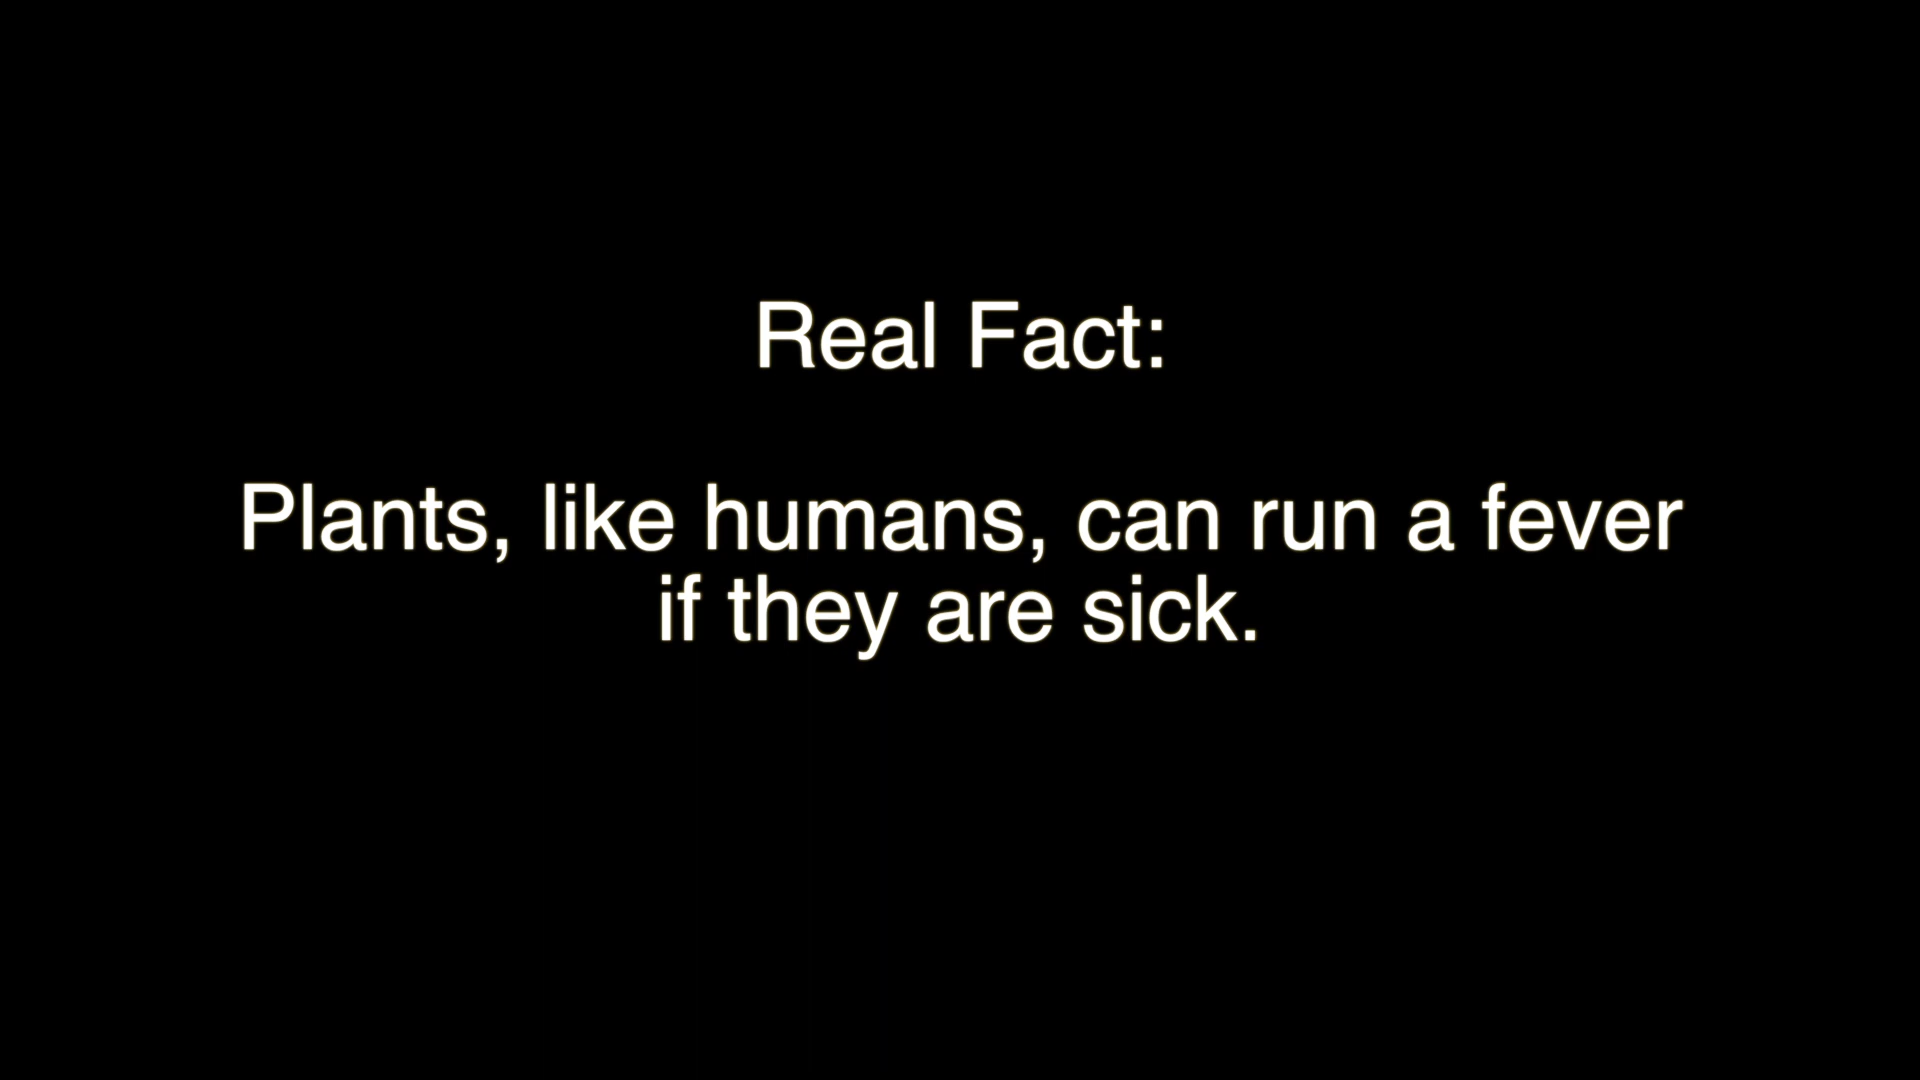 Real Fact:
Plants, like humans, can run a fever
if they are sick.